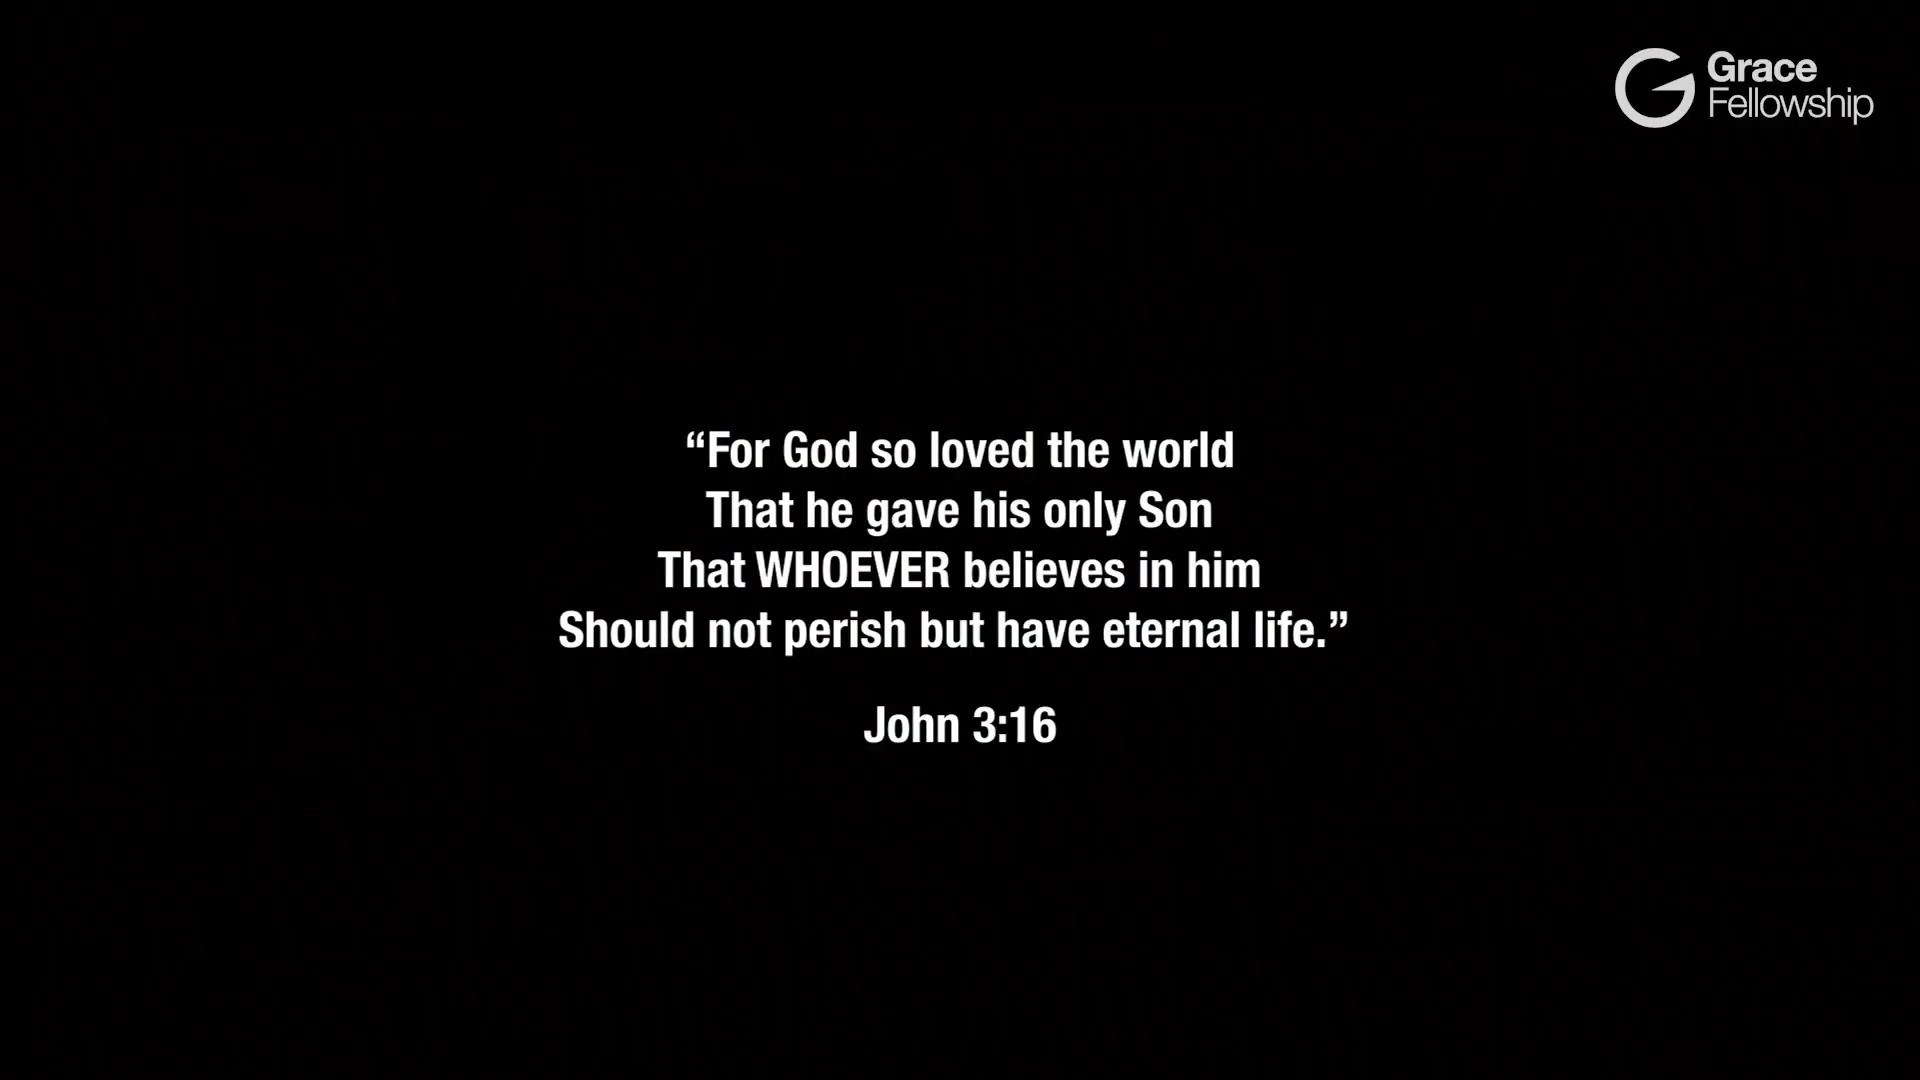 Grace
Fellowship
“For God so loved the world
That he gave his only Son
That WHOEVER believes in him
Should not perish but have eternal life.”
John 3:16